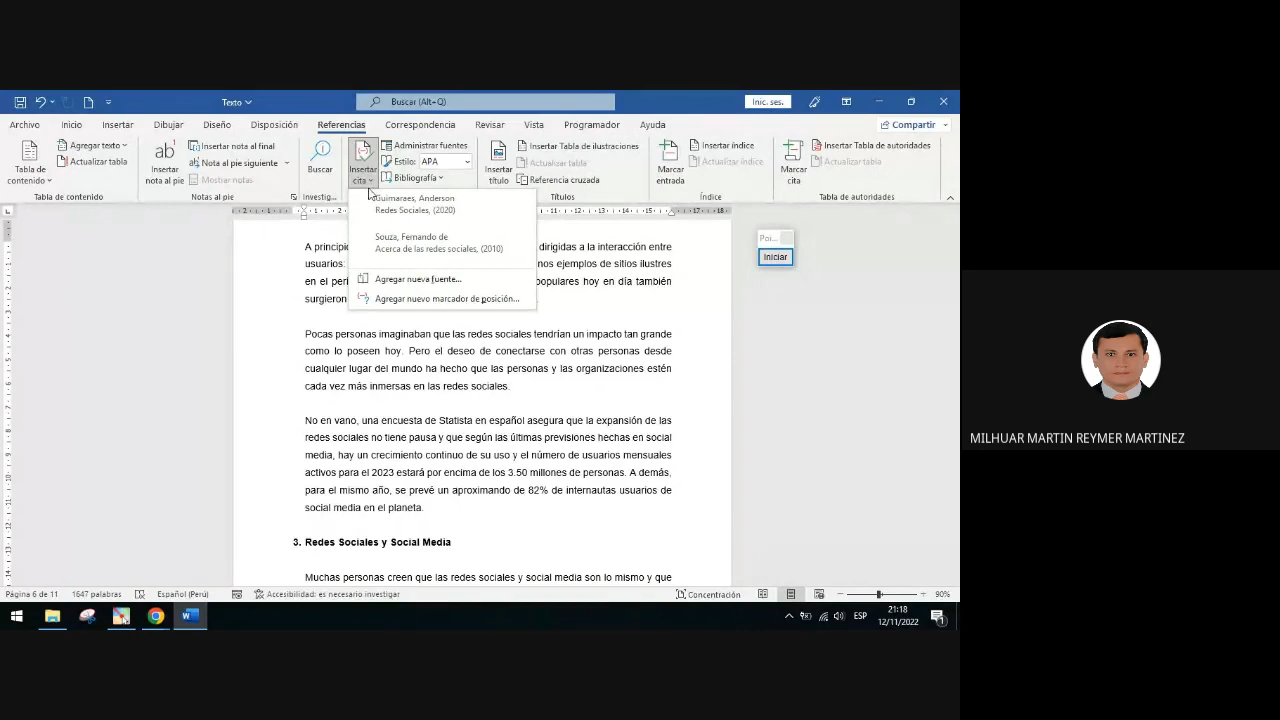 Texto
Buscar (Alt+Q)
Inic. ses.
Archivo Inicio Insertar Dibujar Diseño Disposición Referencias Correspondencia Revisar Vista Programador Ayuda Compartir
Tabla de contenido
Agregar texto
Actualizar tabla
Tabla de contenido
ab
Insertar nota al pie
Insertar nota al final
Nota al pie siguiente
Mostrar notas
Notas al pie
Buscar
Investig...
Insertar cita
Administrar fuentes
Estilo: APA
Bibliografía
Insertar título
Insertar Tabla de ilustraciones
Actualizar tabla
Referencia cruzada
Títulos
Marcar entrada
Insertar índice
Actualizar índice
Índice
Marcar cita
Insertar Tabla de autoridades
Actualizar tabla
Tabla de autoridades
Guimaraes, Anderson
Redes Sociales, (2020)
Souza, Fernando de
Acerca de las redes sociales, (2010)
Agregar nueva fuente...
Agregar nuevo marcador de posición...
Poi...
Iniciar
A principio dirigidas a la interacción entre
usuarios: nos ejemplos de sitios ilustres
en el peri populares hoy en día también
surgieron
Pocas personas imaginaban que las redes sociales tendrían un impacto tan grande
como lo poseen hoy. Pero el deseo de conectarse con otras personas desde
cualquier lugar del mundo ha hecho que las personas y las organizaciones estén
cada vez más inmersas en las redes sociales.
No en vano, una encuesta de Statista en español asegura que la expansión de las
redes sociales no tiene pausa y que según las últimas previsiones hechas en social
media, hay un crecimiento continuo de su uso y el número de usuarios mensuales
activos para el 2023 estará por encima de los 3.50 millones de personas. A demás,
para el mismo año, se prevé un aproximando de 82% de internautas usuarios de
social media en el planeta.
3. Redes Sociales y Social Media
Muchas personas creen que las redes sociales y social media son lo mismo y que
Página 6 de 11 1647 palabras Español (Perú) Accesibilidad: es necesario investigar Concentración 90%
ESP
21:18
12/11/2022
MILHUAR MARTIN REYMER MARTINEZ